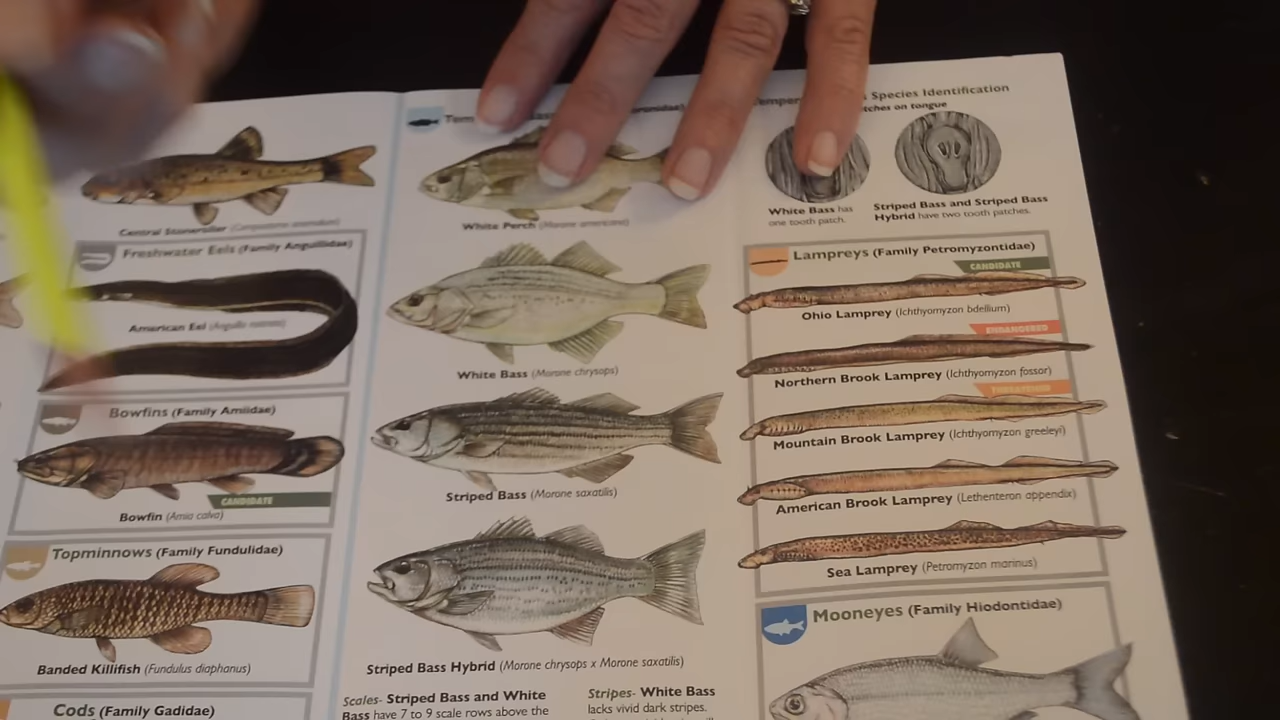 Central Stoneroller
Freshwater Eels (Family Anguillidae)
American Eel (Anguilla rostrata)
Bowfins (Family Amiidae)
CANDIDATE
Bowfin (Amia calva)
Topminnows (Family Fundulidae)
Banded Killifish (Fundulus diaphanus)
Cods (Family Gadidae)
White Perch (Morone americana)
White Bass (Morone chrysops)
Striped Bass (Morone saxatilis)
Striped Bass Hybrid (Morone chrysops x Morone saxatilis)
Scales- Striped Bass and White
Bass have 7 to 9 scale rows above the
Stripes- White Bass
lacks vivid dark stripes.
Species Identification
on tongue
White Bass has
one tooth patch.
Striped Bass and Striped Bass
Hybrid have two tooth patches.
Lampreys (Family Petromyzontidae)
CANDIDATE
Ohio Lamprey (Ichthyomyzon bdellium)
ENDANGERED
Northern Brook Lamprey (Ichthyomyzon fossor)
THREATENED
Mountain Brook Lamprey (Ichthyomyzon greeleyi)
American Brook Lamprey (Lethenteron appendix)
Sea Lamprey (Petromyzon marinus)
Mooneyes (Family Hiodontidae)